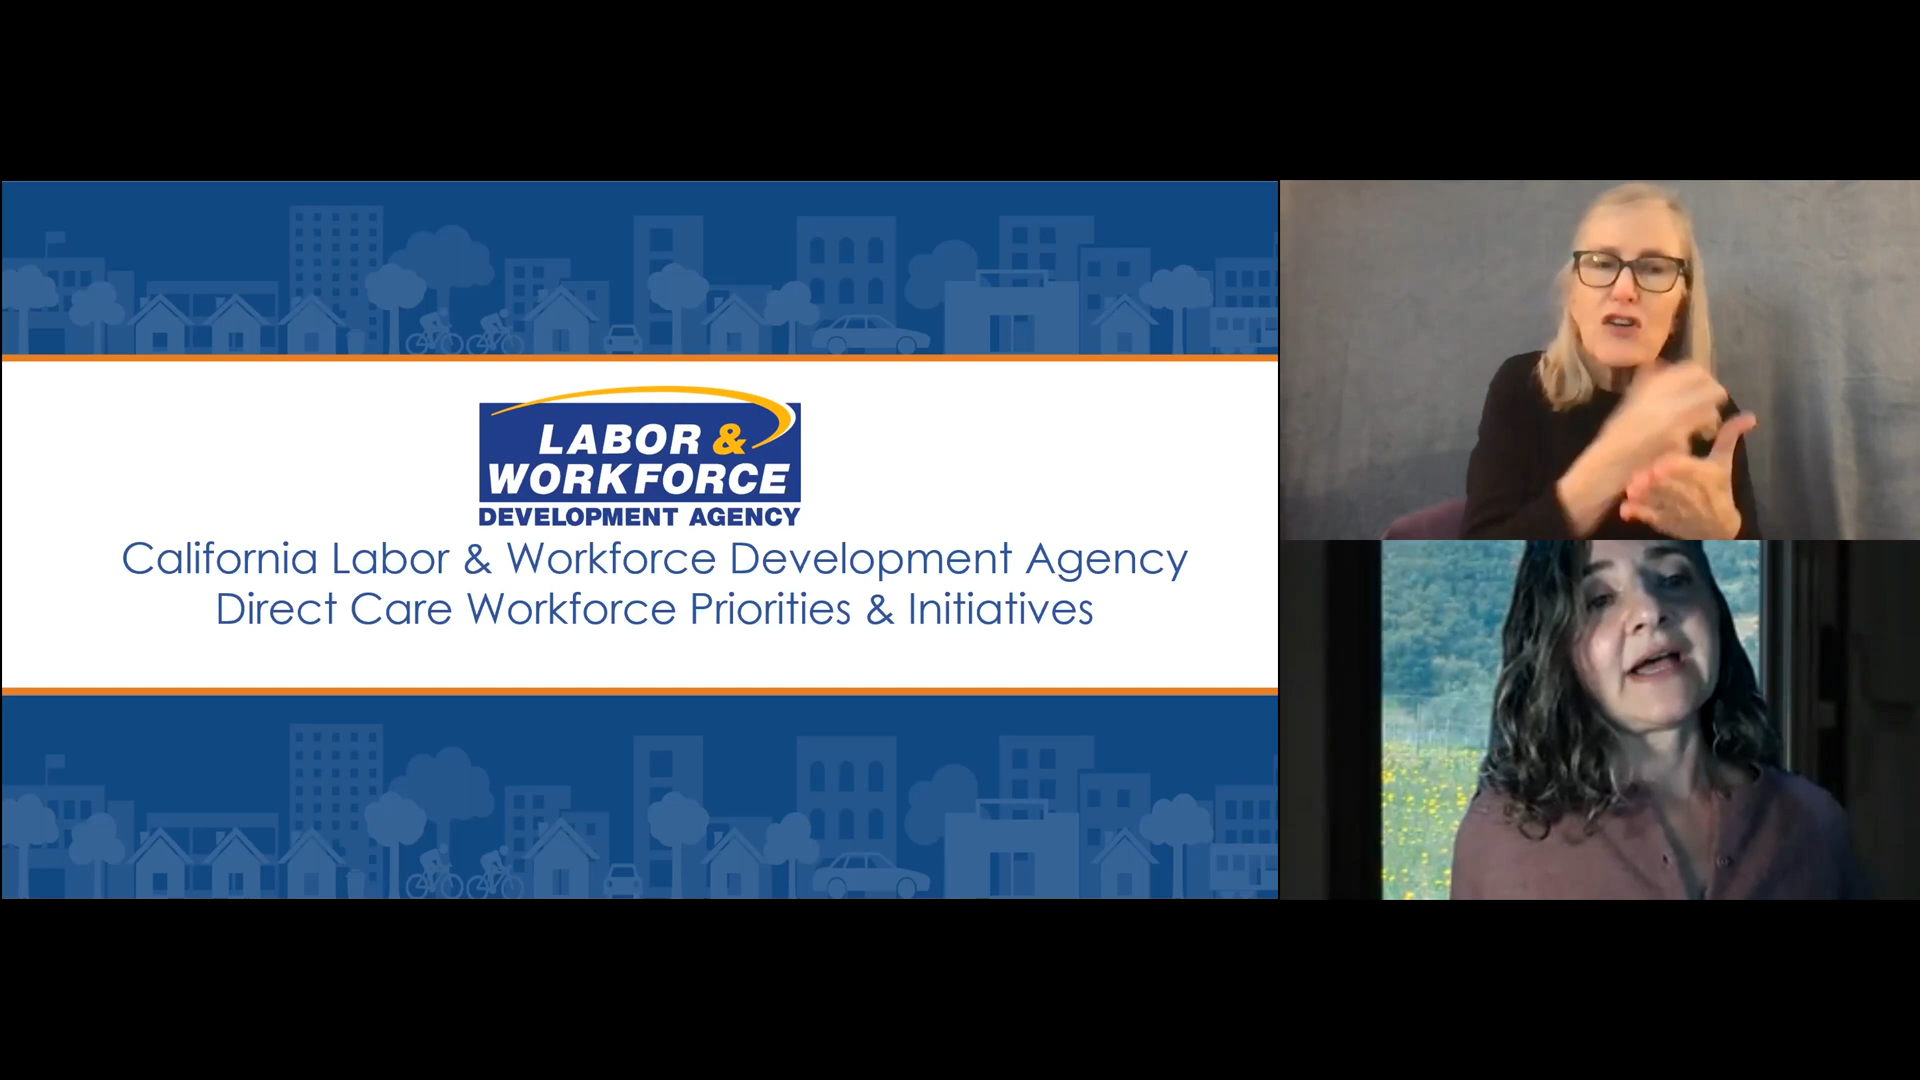 LABOR &
WORKFORCE
DEVELOPMENT AGENCY
California Labor & Workforce Development Agency
Direct Care Workforce Priorities & Initiatives